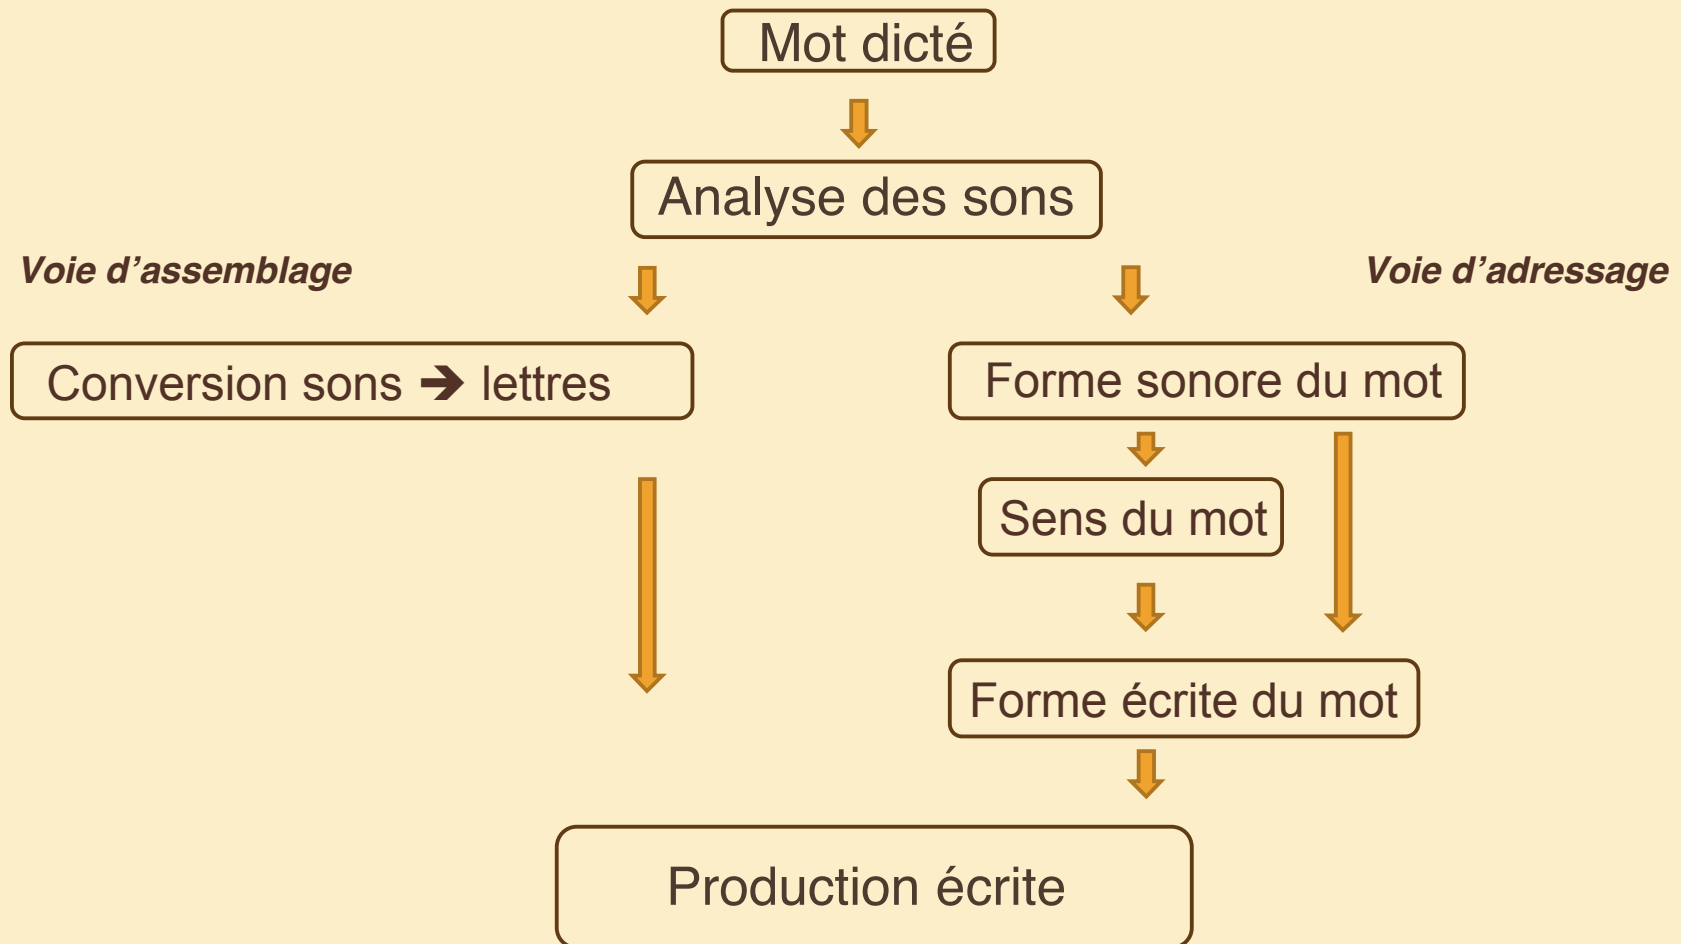 Mot dicté
Analyse des sons
Voie d’assemblage
Voie d’adressage
Conversion sons ➔ lettres
Forme sonore du mot
Sens du mot
Forme écrite du mot
Production écrite